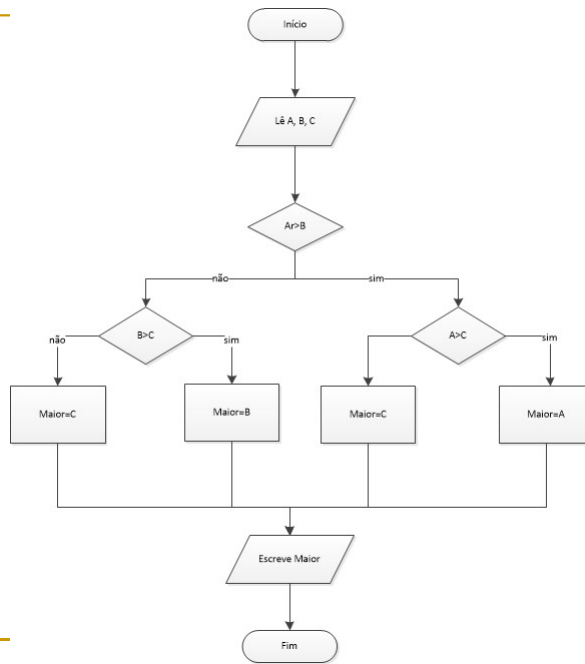 Início
Lê A, B, C
Ar>B
não sim
B>C A>C
não sim sim
Maior=C Maior=B Maior=C Maior=A
Escreve Maior
Fim